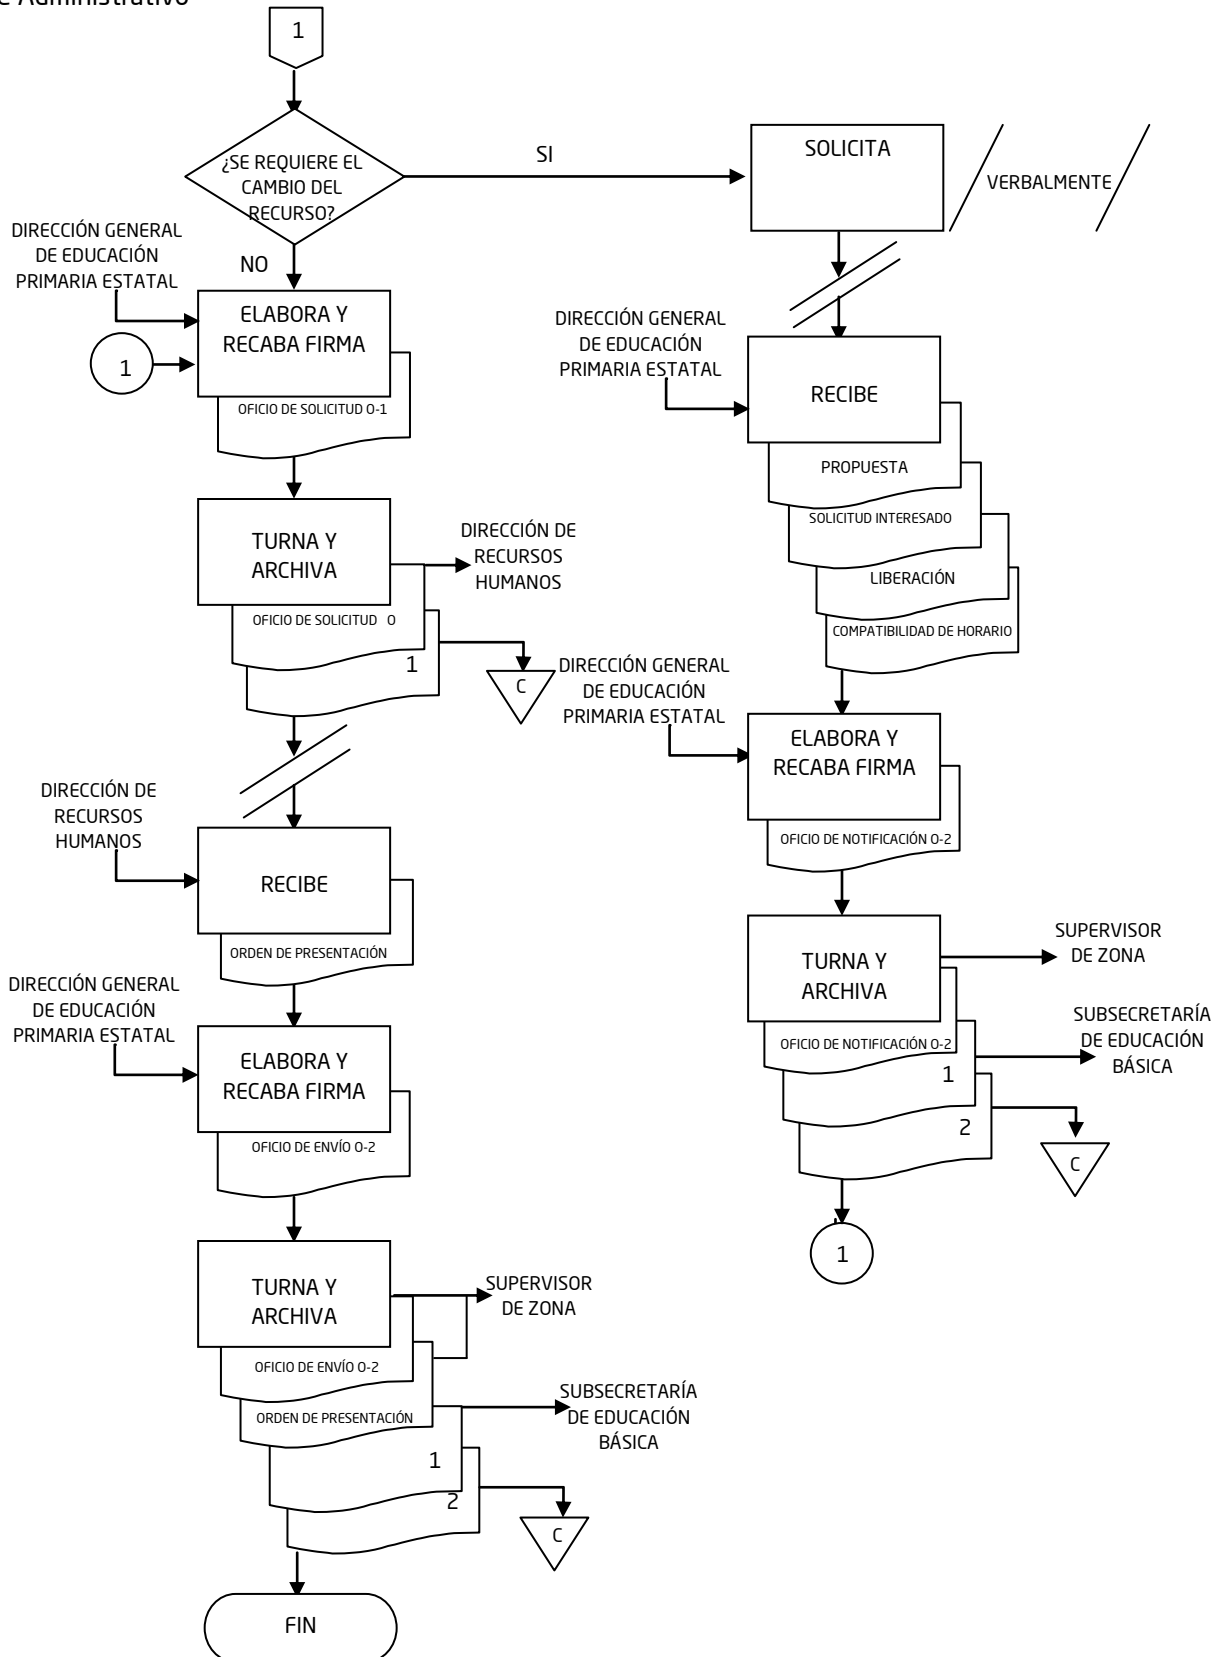 Administrativo
1
¿SE REQUIERE EL
CAMBIO DEL
RECURSO?
SI
NO
DIRECCIÓN GENERAL
DE EDUCACIÓN
PRIMARIA ESTATAL
1
ELABORA Y
RECABA FIRMA
OFICIO DE SOLICITUD O-1
TURNA Y
ARCHIVA
OFICIO DE SOLICITUD O
1
DIRECCIÓN DE
RECURSOS
HUMANOS
C
DIRECCIÓN DE
RECURSOS
HUMANOS
RECIBE
ORDEN DE PRESENTACIÓN
DIRECCIÓN GENERAL
DE EDUCACIÓN
PRIMARIA ESTATAL
ELABORA Y
RECABA FIRMA
OFICIO DE ENVÍO O-2
TURNA Y
ARCHIVA
OFICIO DE ENVÍO O-2
ORDEN DE PRESENTACIÓN
1
2
SUPERVISOR
DE ZONA
SUBSECRETARÍA
DE EDUCACIÓN
BÁSICA
C
FIN
SOLICITA
VERBALMENTE
DIRECCIÓN GENERAL
DE EDUCACIÓN
PRIMARIA ESTATAL
RECIBE
PROPUESTA
SOLICITUD INTERESADO
LIBERACIÓN
COMPATIBILIDAD DE HORARIO
DIRECCIÓN GENERAL
DE EDUCACIÓN
PRIMARIA ESTATAL
ELABORA Y
RECABA FIRMA
OFICIO DE NOTIFICACIÓN O-2
TURNA Y
ARCHIVA
OFICIO DE NOTIFICACIÓN O-2
1
2
SUPERVISOR
DE ZONA
SUBSECRETARÍA
DE EDUCACIÓN
BÁSICA
C
1